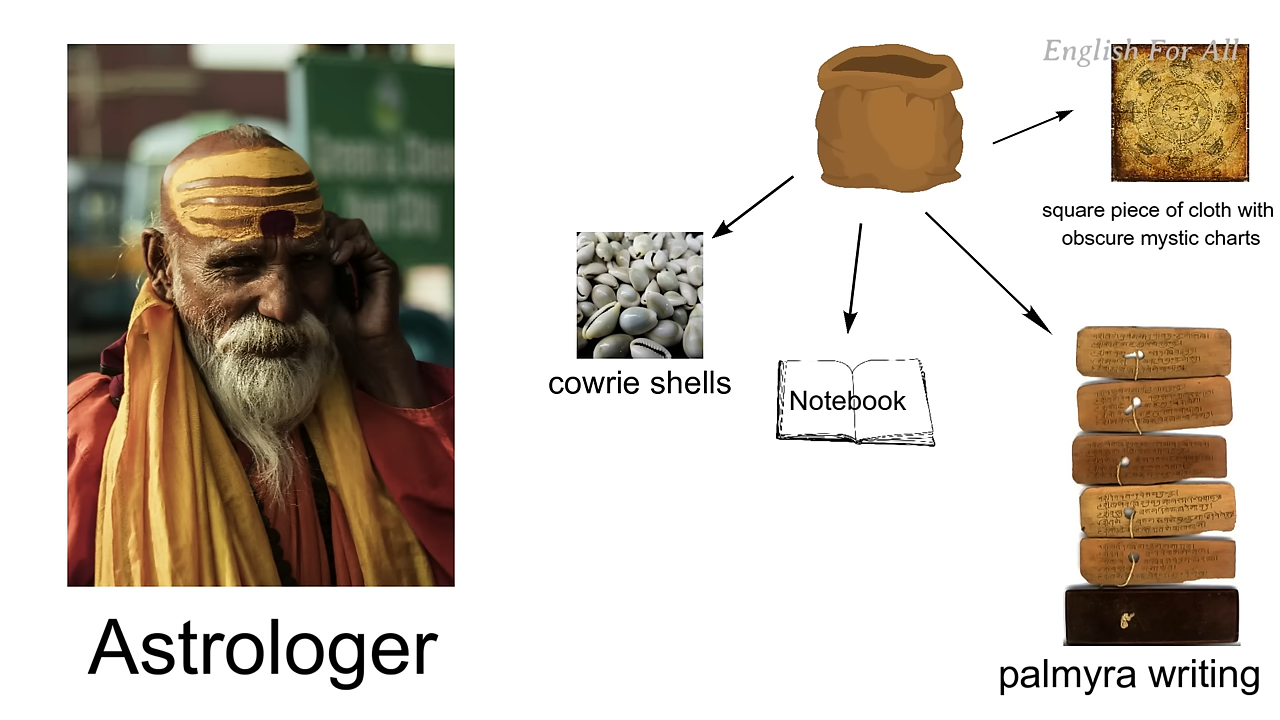 English For All
square piece of cloth with
obscure mystic charts
cowrie shells
Notebook
Astrologer
palmyra writing